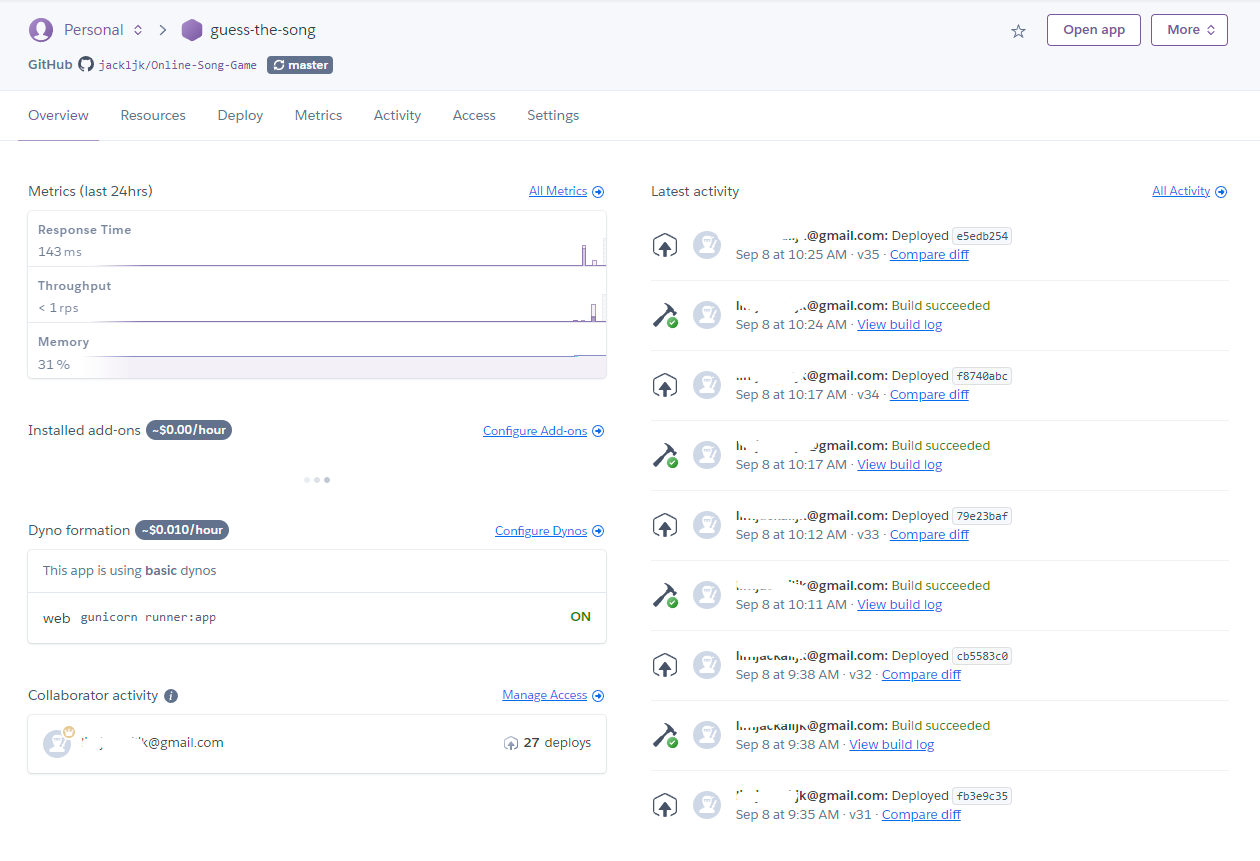 Personal guess-the-song
Open app More
GitHub jackljk/Online-Song-Game master
Overview Resources Deploy Metrics Activity Access Settings
Metrics (last 24hrs) All Metrics
Response Time
143 ms
Throughput
< 1 rps
Memory
31 %
Installed add-ons ~$0.00/hour Configure Add-ons
Dyno formation ~$0.010/hour Configure Dynos
This app is using basic dynos
web gunicorn runner:app ON
Collaborator activity Manage Access
@gmail.com 27 deploys
Latest activity All Activity
@gmail.com: Deployed e5edb254
Sep 8 at 10:25 AM · v35 · Compare diff
@gmail.com: Build succeeded
Sep 8 at 10:24 AM · View build log
@gmail.com: Deployed f8740abc
Sep 8 at 10:17 AM · v34 · Compare diff
gmail.com: Build succeeded
Sep 8 at 10:17 AM · View build log
@gmail.com: Deployed 79e23baf
Sep 8 at 10:12 AM · v33 · Compare diff
@gmail.com: Build succeeded
Sep 8 at 10:11 AM · View build log
@gmail.com: Deployed cb5583c0
Sep 8 at 9:38 AM · v32 · Compare diff
@gmail.com: Build succeeded
Sep 8 at 9:38 AM · View build log
@gmail.com: Deployed fb3e9c35
Sep 8 at 9:35 AM · v31 · Compare diff